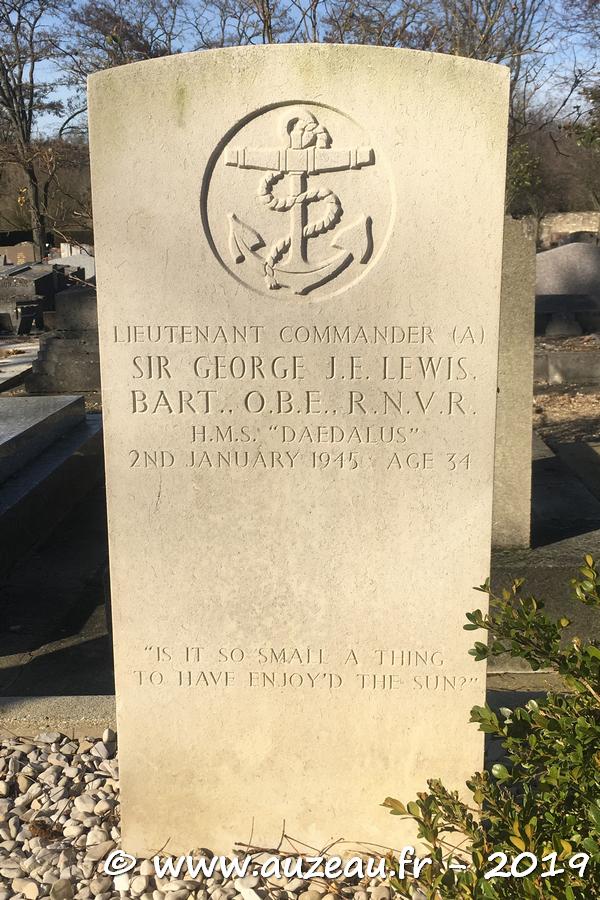 LIEUTENANT COMMANDER (A)
SIR GEORGE J.E. LEWIS,
BART., O.B.E., R.N.V.R.
H.M.S. "DAEDALUS"
2ND JANUARY 1945 AGE 34
"IS IT SO SMALL A THING
TO HAVE ENJOY'D THE SUN?"
© www.auzeau.fr - 2019